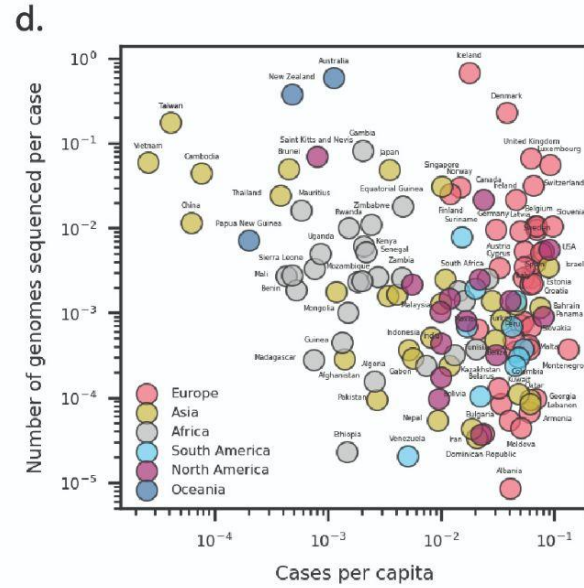 d.
Number of genomes sequenced per case
10⁰
10⁻¹
10⁻²
10⁻³
10⁻⁴
10⁻⁵
Iceland
Australia
New Zealand
Denmark
Taiwan
Gambia
United Kingdom
Luxembourg
Vietnam
Cambodia
Brunei
Saint Kitts and Nevis
Japan
Singapore
Norway
Switzerland
Thailand
Mauritius
Equatorial Guinea
Canada
Ireland
China
Finland
Suriname
Rwanda
Zimbabwe
Germany
Latvia
Belgium
Sweden
Slovenia
Papua New Guinea
Uganda
Kenya
Senegal
Austria
Cyprus
USA
Sierra Leone
Mali
Mozambique
Zambia
South Africa
Israel
Benin
Estonia
Croatia
Mongolia
Malaysia
Bahrain
Panama
Turkey
Peru
Slovakia
Guinea
Indonesia
India
Tunisia
Malta
Madagascar
Afghanistan
Algeria
Gabon
Kazakhstan
Colombia
Montenegro
Belarus
Kuwait
Qatar
Pakistan
Bolivia
Georgia
Lebanon
Nepal
Bulgaria
Armenia
Ethiopia
Venezuela
Iran
Dominican Republic
Moldova
Albania
Europe
Asia
Africa
South America
North America
Oceania
10⁻⁴
10⁻³
10⁻²
10⁻¹
Cases per capita